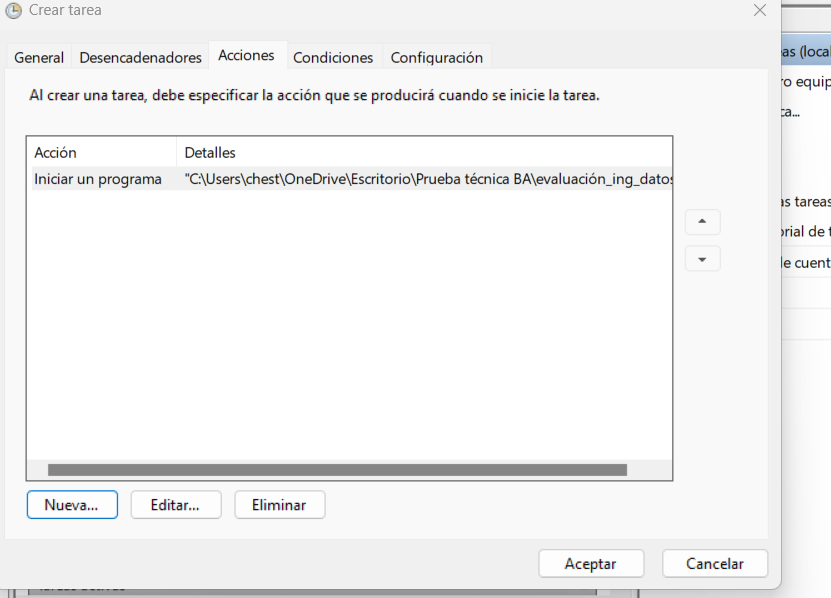 Crear tarea
General Desencadenadores Acciones Condiciones Configuración
as (local
Al crear una tarea, debe especificar la acción que se producirá cuando se inicie la tarea.
ro equip
ca...
Acción Detalles
Iniciar un programa "C:\Users\chest\OneDrive\Escritorio\Prueba técnica BA\evaluación_ing_datos
as tareas
orial de t
de cuent
Nueva... Editar... Eliminar
Aceptar Cancelar